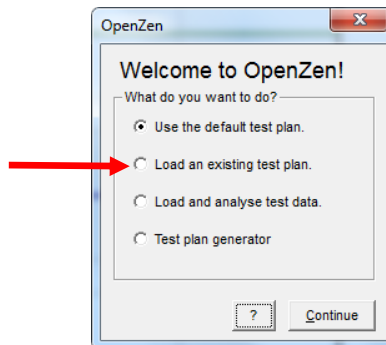 OpenZen
Welcome to OpenZen!
What do you want to do?
Use the default test plan.
Load an existing test plan.
Load and analyse test data.
Test plan generator
? Continue